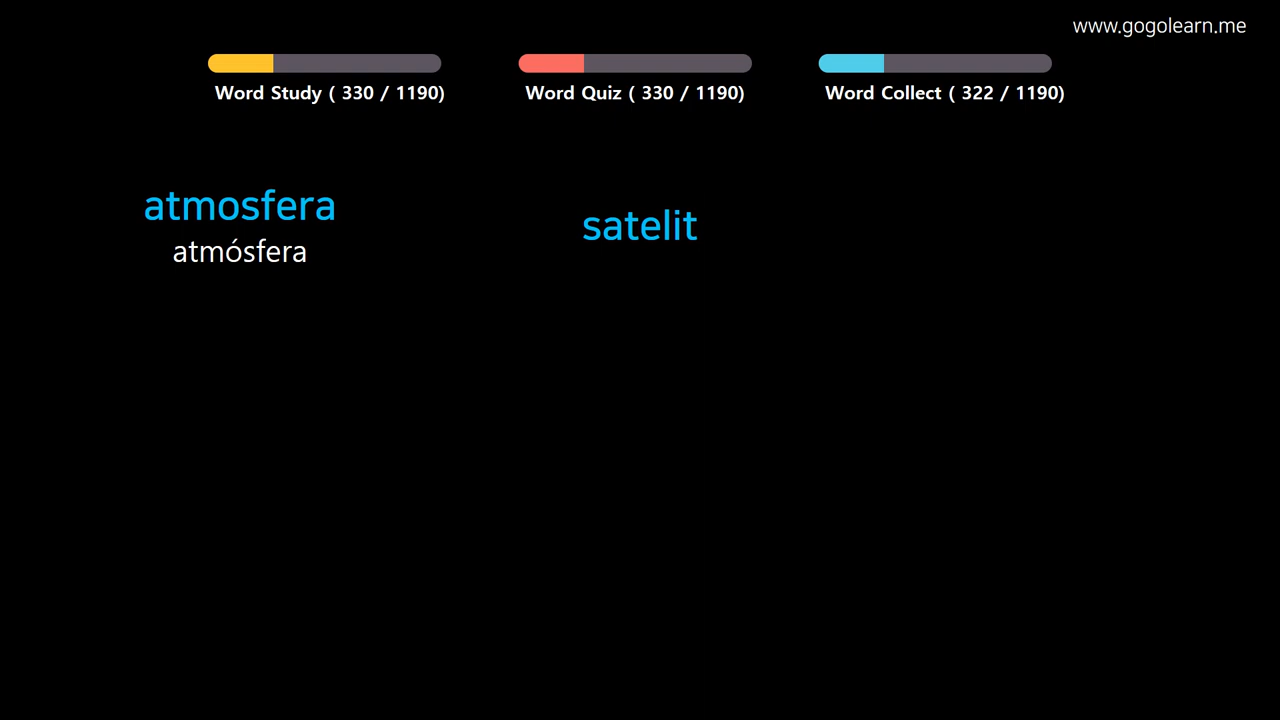 www.gogolearn.me
Word Study ( 330 / 1190)
Word Quiz ( 330 / 1190)
Word Collect ( 322 / 1190)
atmosfera
atmósfera
satelit